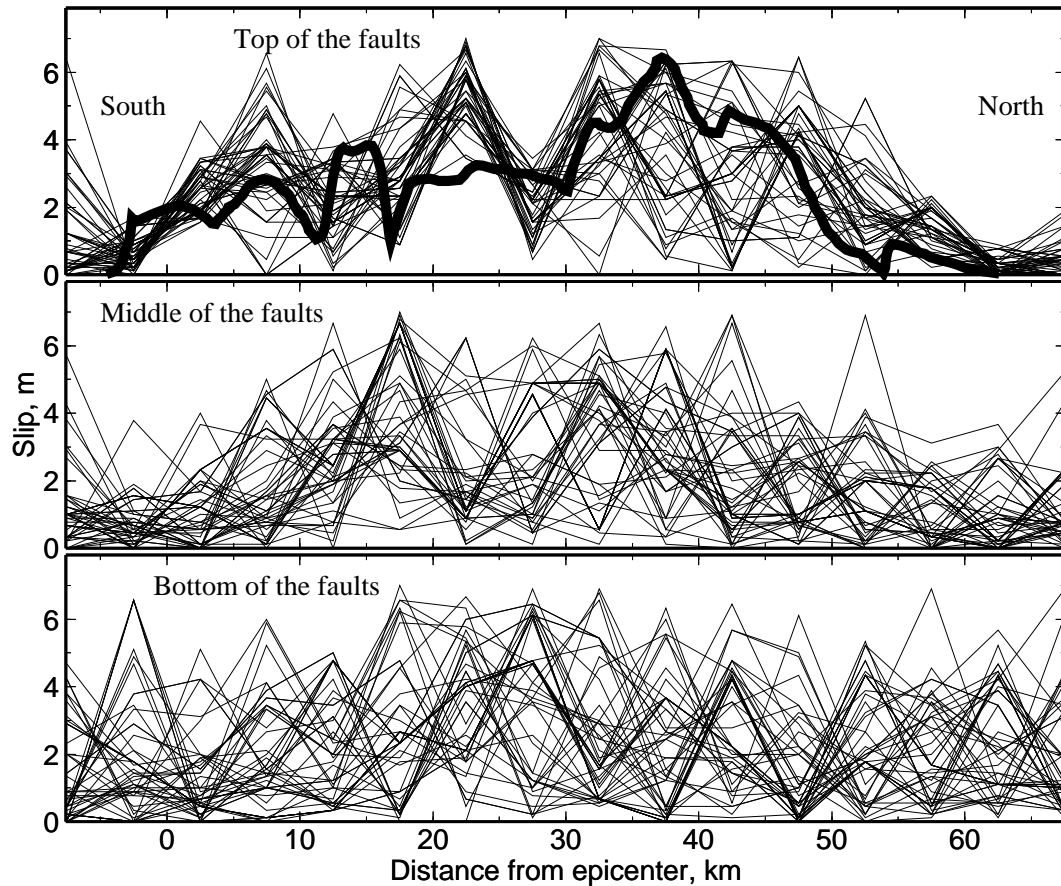 Top of the faults
South
North
6
4
2
0
Middle of the faults
Slip, m
6
4
2
0
Bottom of the faults
6
4
2
0
0 10 20 30 40 50 60
Distance from epicenter, km